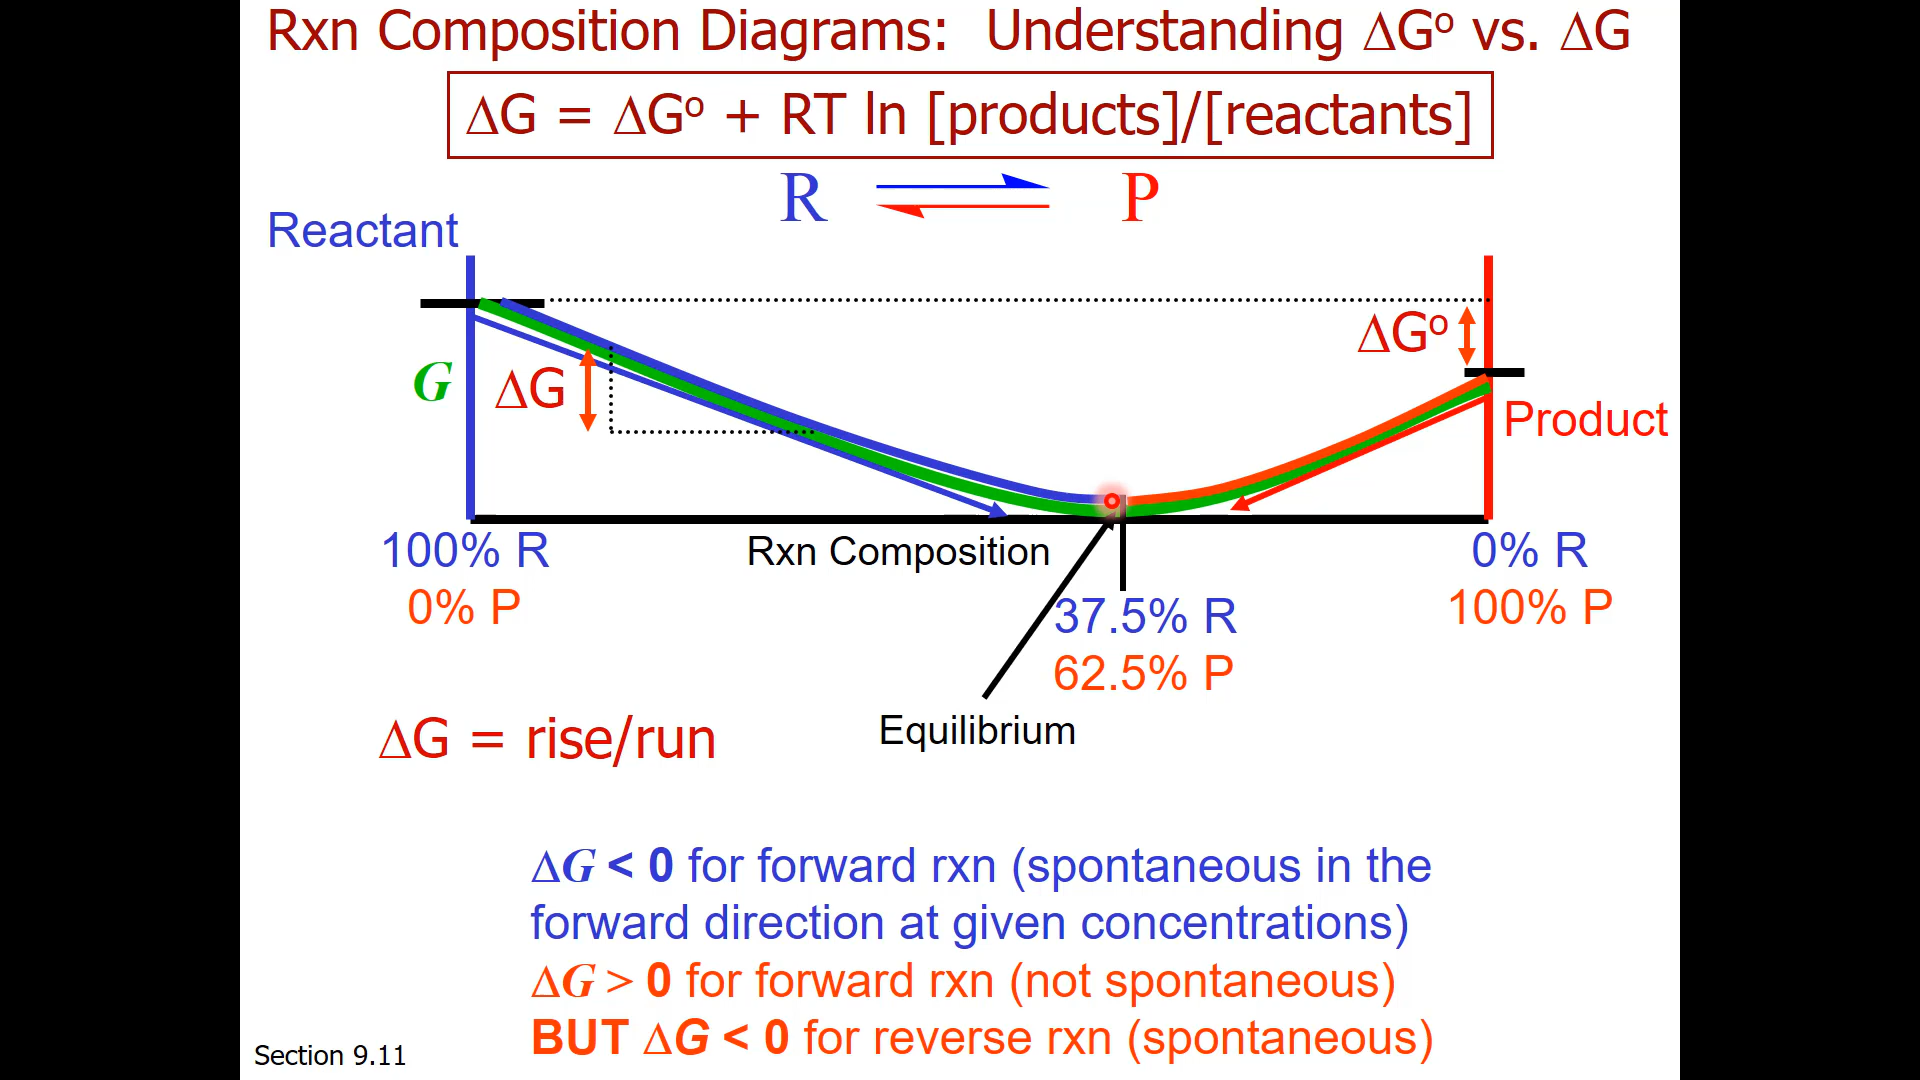 Rxn Composition Diagrams: Understanding ΔGº vs. ΔG
ΔG = ΔGº + RT ln [products]/[reactants]
R P
Reactant
ΔGº
G
ΔG
Product
100% R
0% P
Rxn Composition
37.5% R
62.5% P
0% R
100% P
Equilibrium
ΔG = rise/run
ΔG < 0 for forward rxn (spontaneous in the
forward direction at given concentrations)
ΔG > 0 for forward rxn (not spontaneous)
BUT ΔG < 0 for reverse rxn (spontaneous)
Section 9.11